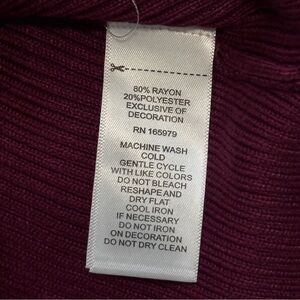 80% RAYON
20%POLYESTER
EXCLUSIVE OF
DECORATION
RN 165979
MACHINE WASH
COLD
GENTLE CYCLE
WITH LIKE COLORS
DO NOT BLEACH
RESHAPE AND
DRY FLAT
COOL IRON
IF NECESSARY
DO NOT IRON
ON DECORATION
DO NOT DRY CLEAN